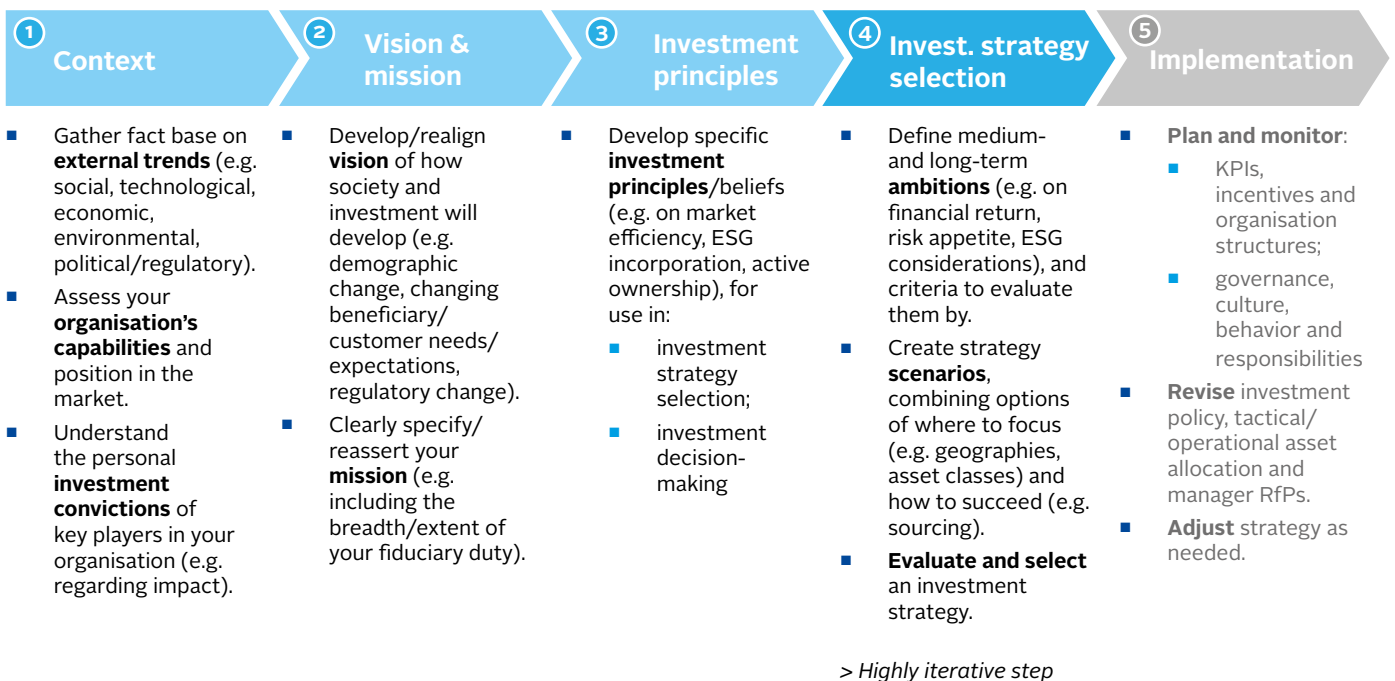 1
Context
Gather fact base on
external trends (e.g.
social, technological,
economic,
environmental,
political/regulatory).
Assess your
organisation's
capabilities and
position in the
market.
Understand
the personal
investment
convictions of
key players in your
organisation (e.g.
regarding impact).
2
Vision &
mission
Develop/realign
vision of how
society and
investment will
develop (e.g.
demographic
change, changing
beneficiary/
customer needs/
expectations,
regulatory change).
Clearly specify/
reassert your
mission (e.g.
including the
breadth/extent of
your fiduciary duty).
3
Investment
principles
Develop specific
investment
principles/beliefs
(e.g. on market
efficiency, ESG
incorporation, active
ownership), for
use in:
investment
strategy
selection;
investment
decision-
making
4
Invest. strategy
selection
Define medium-
and long-term
ambitions (e.g. on
financial return,
risk appetite, ESG
considerations), and
criteria to evaluate
them by.
Create strategy
scenarios,
combining options
of where to focus
(e.g. geographies,
asset classes) and
how to succeed (e.g.
sourcing).
Evaluate and select
an investment
strategy.
> Highly iterative step
5
Implementation
Plan and monitor:
KPIs,
incentives and
organisation
structures;
governance,
culture,
behavior and
responsibilities
Revise investment
policy, tactical/
operational asset
allocation and
manager RfPs.
Adjust strategy as
needed.